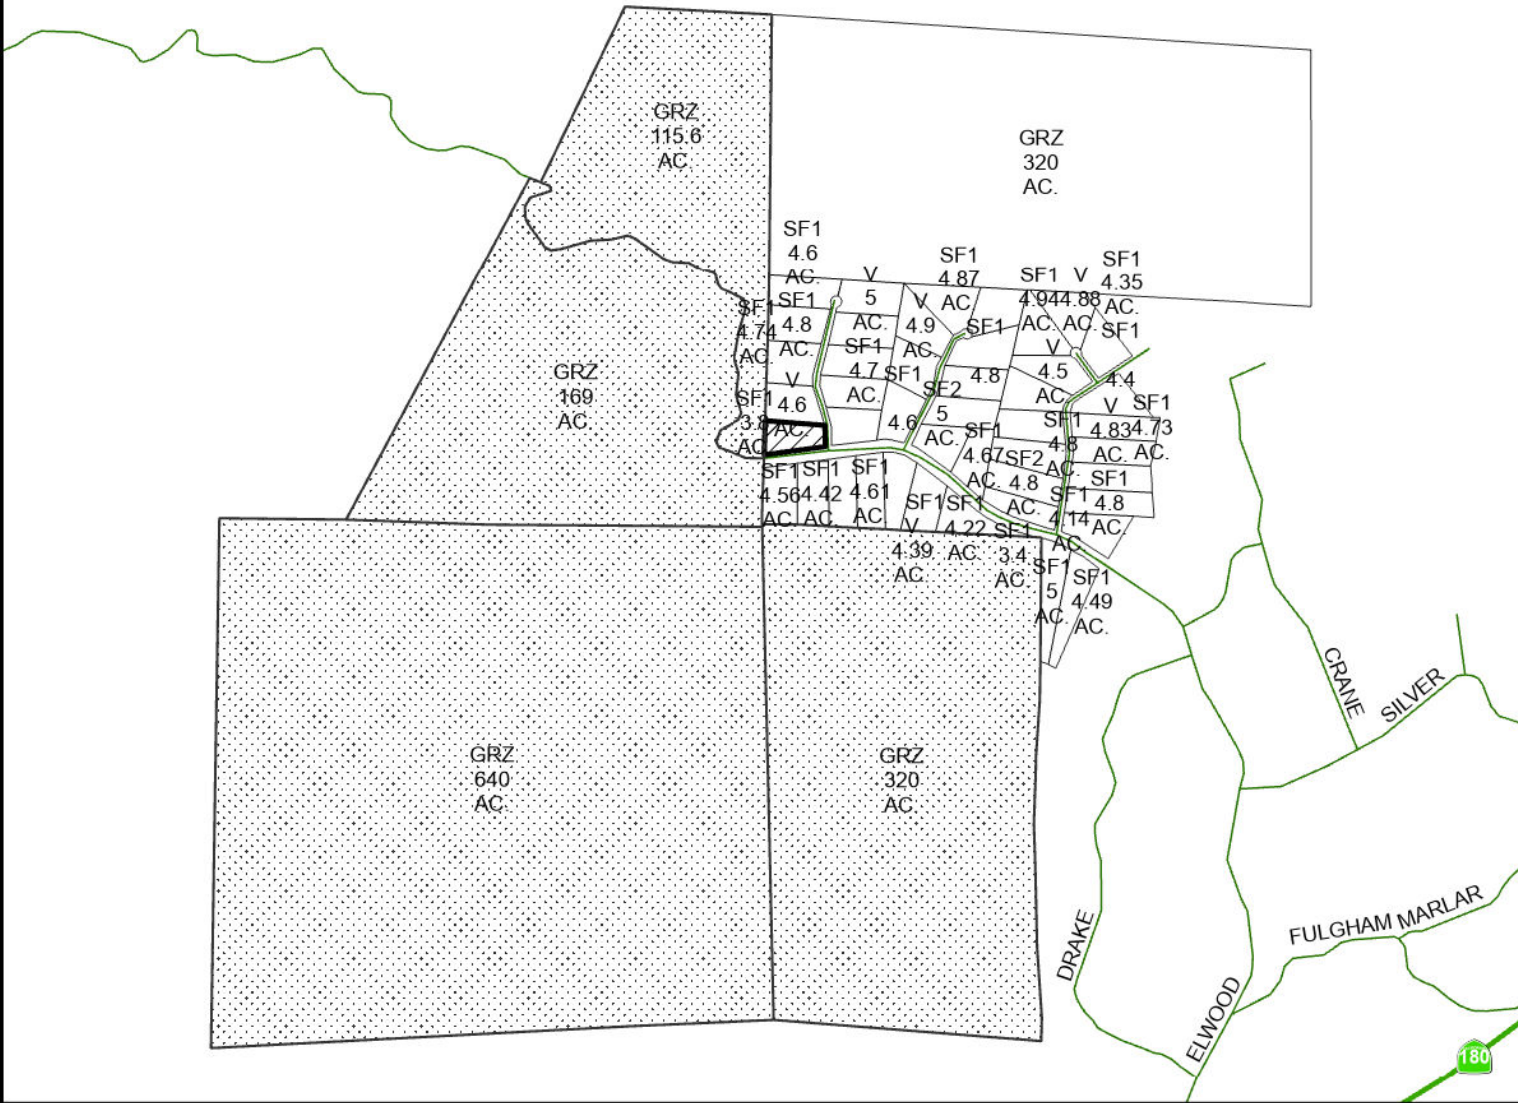 GRZ
115.6
AC.
GRZ
320
AC.
SF1
4.6
AC.
V
5
AC.
SF1
4.87
AC.
SF1
4.94
AC.
V
4.88
AC.
SF1
4.35
AC.
SF1
4.74
AC.
SF1
4.8
AC.
V
4.9
AC.
SF1
SF1
V
4.5
AC.
SF1
4.7
AC.
SF1
4.6
4.8
4.4
GRZ
169
AC.
V
4.6
AC.
SF1
3.8
AC.
SF2
5
AC.
V
4.83
AC.
SF1
4.73
AC.
SF1
4.8
AC.
SF1
4.67
AC.
SF2
4.8
AC.
SF1
4.8
AC.
SF1
4.56
AC.
SF1
4.42
AC.
SF1
4.61
AC.
SF1
V
4.39
AC.
SF1
4.22
AC.
SF1
3.4
AC.
SF1
4.14
AC.
SF1
5
AC.
SF1
4.49
AC.
GRZ
640
AC.
GRZ
320
AC.
CRANE
SILVER
DRAKE
ELWOOD
FULGHAM MARLAR
180